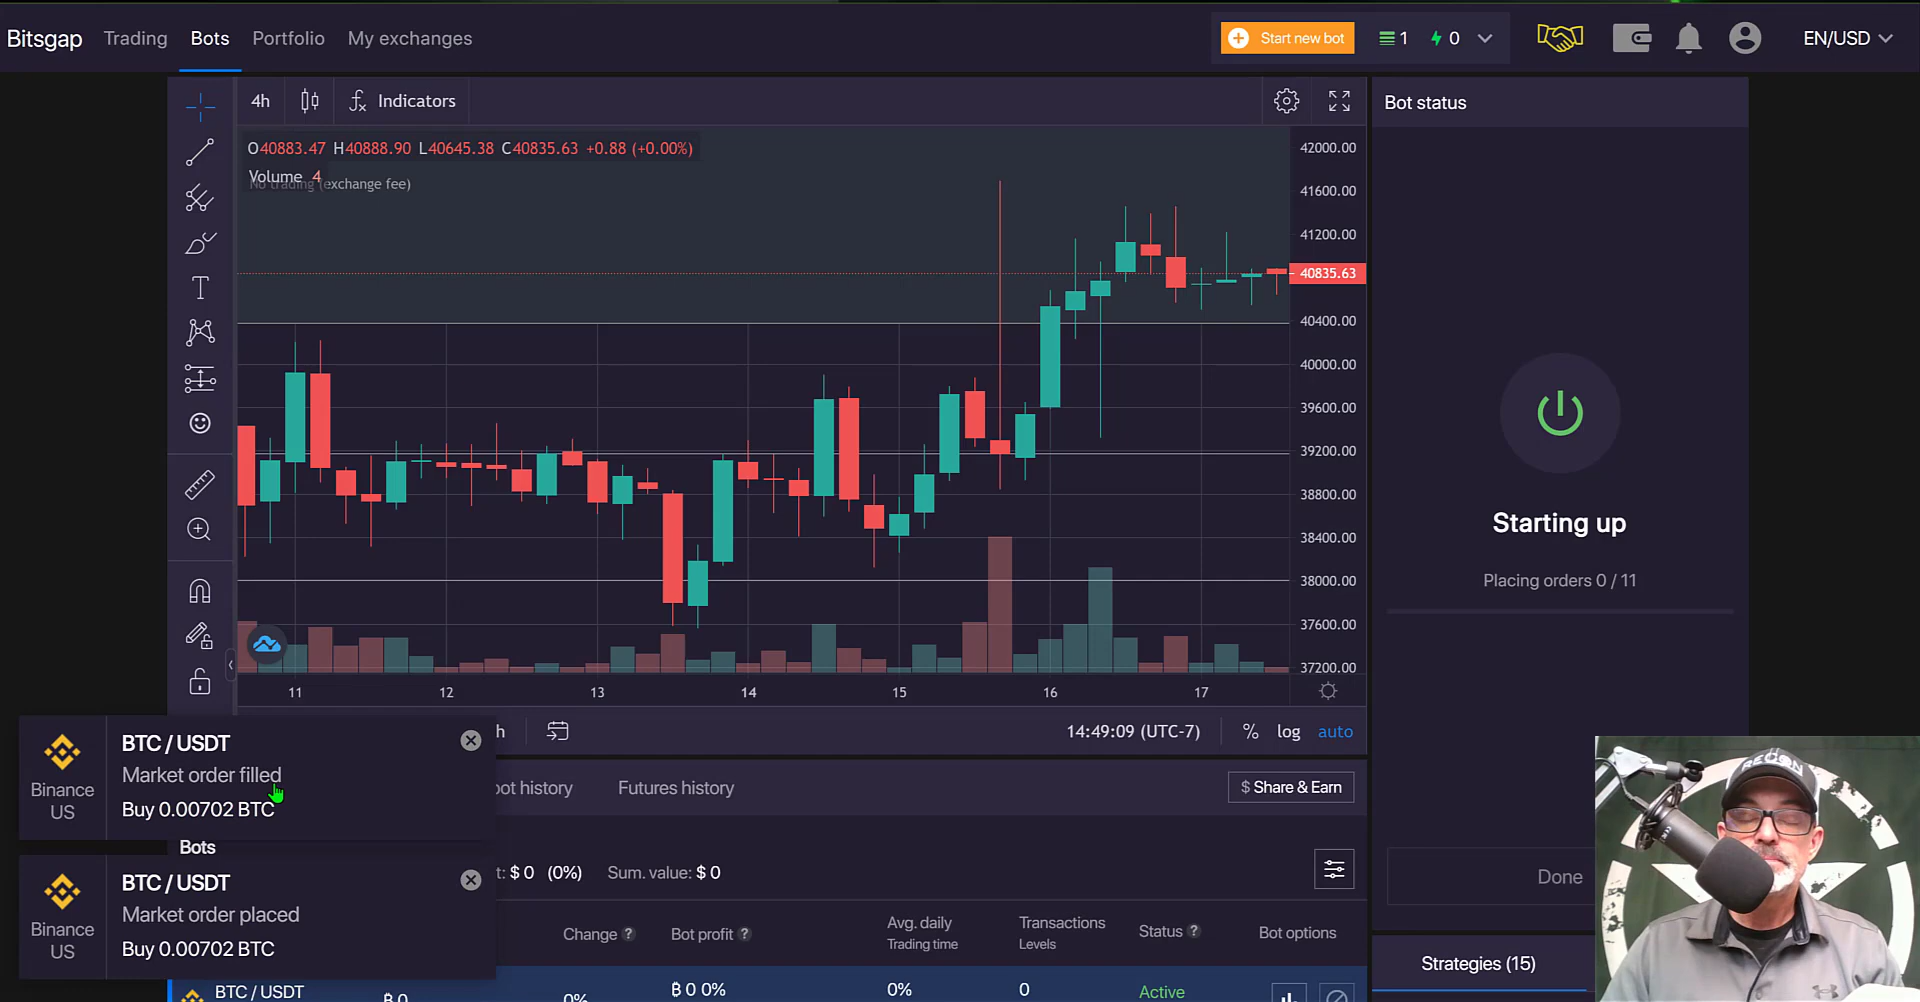 Bitsgap Trading Bots Portfolio My exchanges Start new bot 1 0 EN/USD
4h Indicators
Bot status
O40883.47 H40888.90 L40645.38 C40835.63 +0.88 (+0.00%)
Volume 4
No trading (exchange fee)
42000.00
41600.00
41200.00
40835.63
40400.00
40000.00
39600.00
39200.00
38800.00
38400.00
38000.00
37600.00
37200.00
11 12 13 14 15 16 17
Starting up
Placing orders 0 / 11
h 14:49:09 (UTC-7) % log auto
BTC / USDT
Market order filled
Buy 0.00702 BTC
Binance
US
ot history Futures history $ Share & Earn
Bots
t: $ 0 (0%) Sum. value: $ 0
BTC / USDT
Market order placed
Buy 0.00702 BTC
Binance
US
Change ? Bot profit ? Avg. daily Trading time Transactions Levels Status ? Bot options
BTC / USDT ₿ 0 0% ₿ 0 0% 0% 0 Active
Done
Strategies (15)
RECON